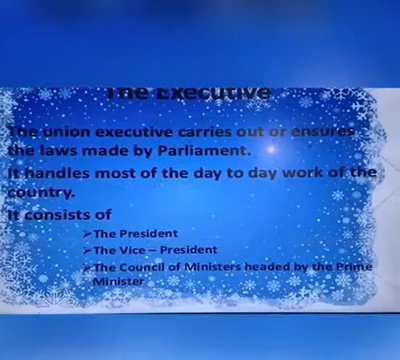 The Executive
The union executive carries out or ensures
the laws made by Parliament.
It handles most of the day to day work of the
country.
It consists of
➢The President
➢The Vice – President
➢The Council of Ministers headed by the Prime
Minister